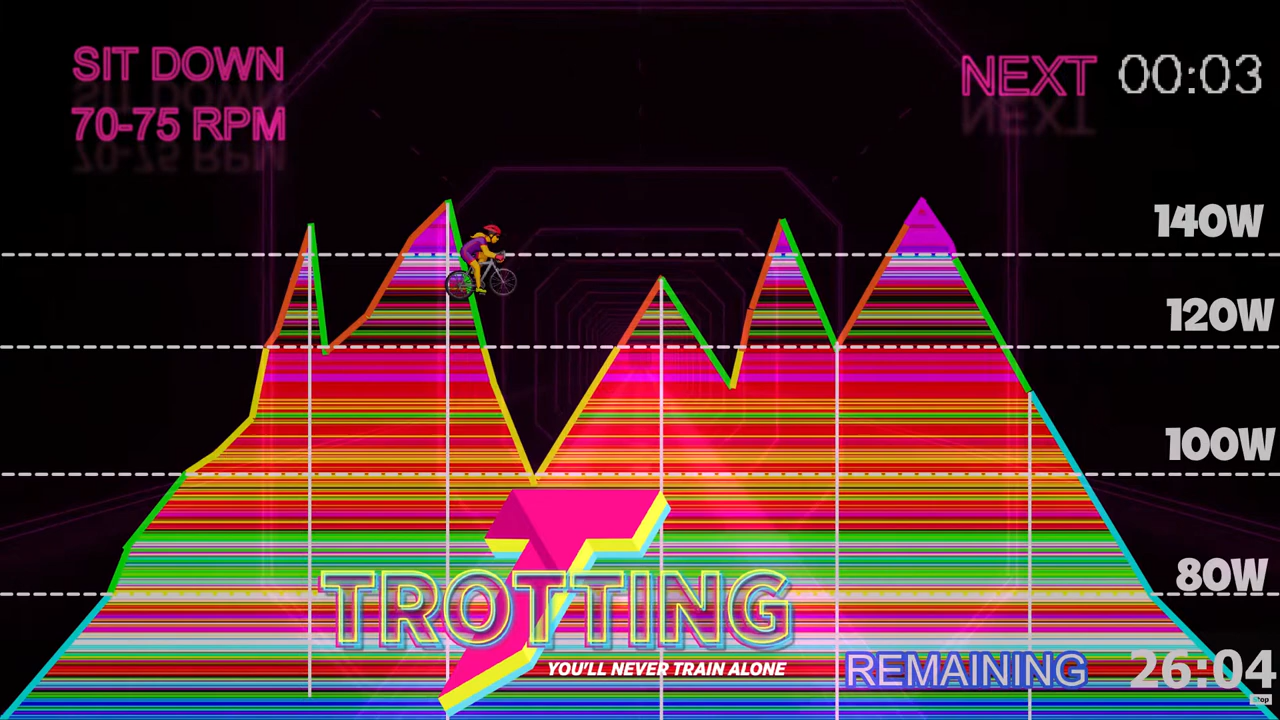 SIT DOWN
70-75 RPM
NEXT 00:03
140W
120W
100W
80W
TROTTING
YOU'LL NEVER TRAIN ALONE
REMAINING 26:04
Stop